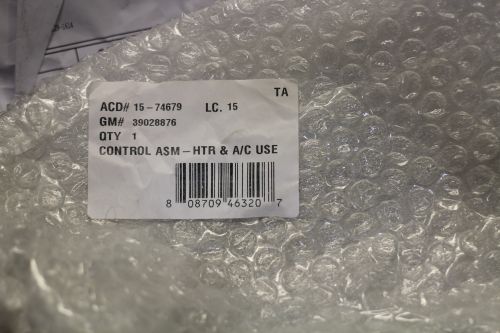 TA
ACD# 15-74679 LC. 15
GM# 39028876
QTY 1
CONTROL ASM-HTR & A/C USE
8 08709 46320 7